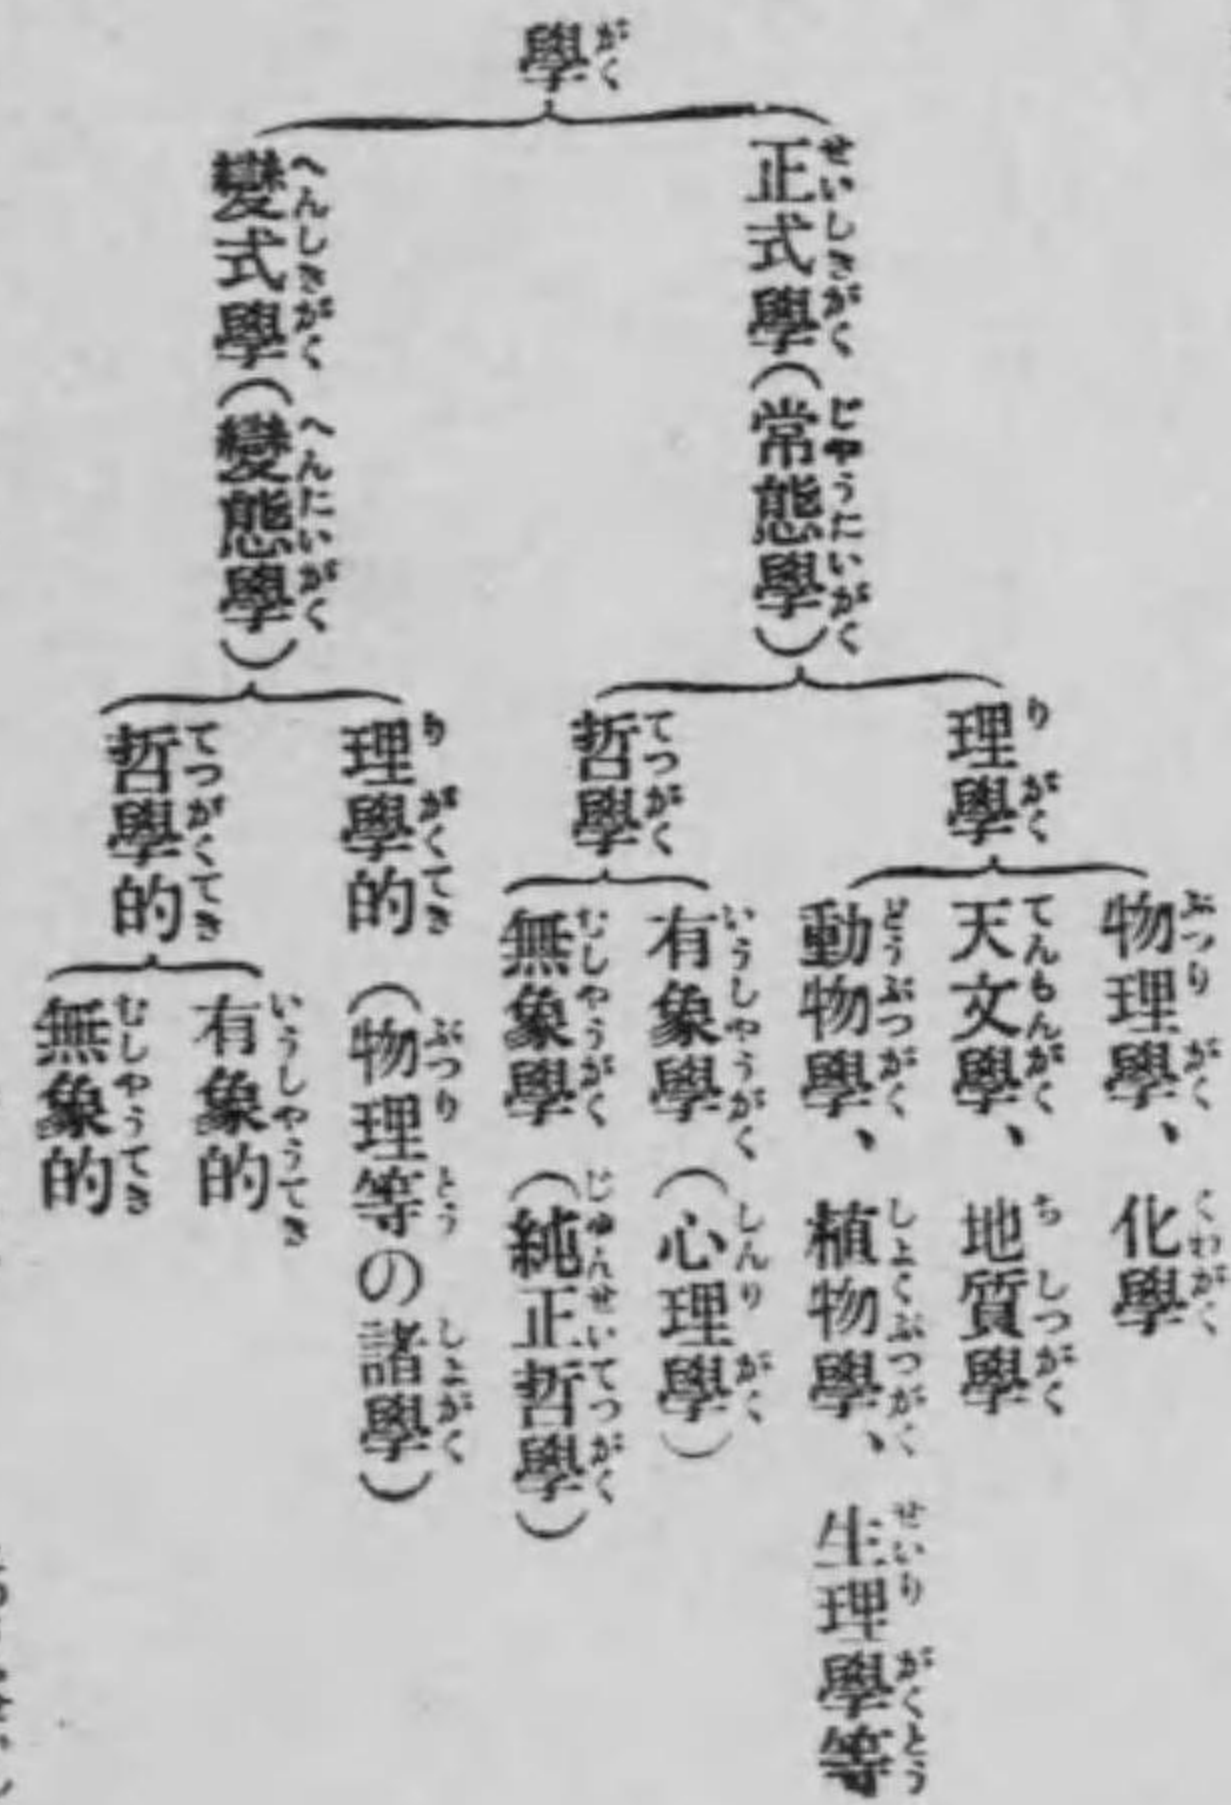 學
正式學(常態學)
理學
物理學、化學
天文學、地質學
動物學、植物學、生理學等
哲學
有象學(心理學)
無象學(純正哲學)
變式學(變態學)
理學的(物理等の諸學)
哲學的
有象的
無象的